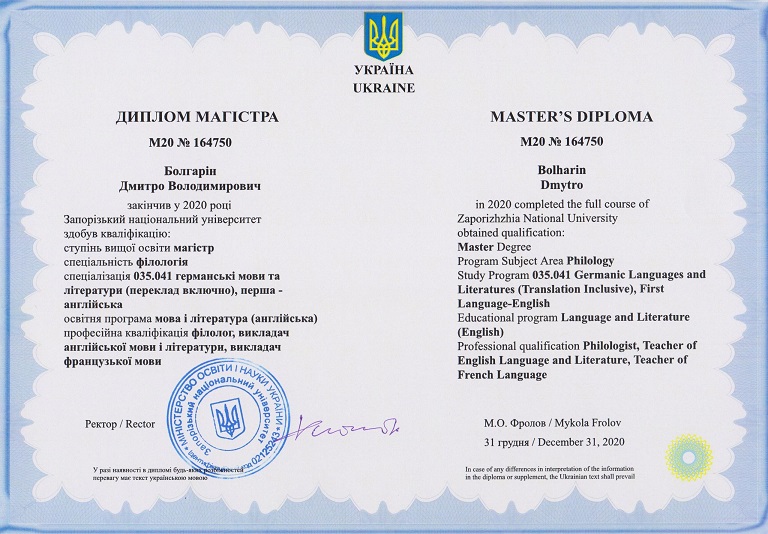 УКРАЇНА
UKRAINE
ДИПЛОМ МАГІСТРА
М20 № 164750
Болгарін
Дмитро Володимирович
закінчив у 2020 році
Запорізький національний університет
здобув кваліфікацію:
ступінь вищої освіти магістр
спеціальність філологія
спеціалізація 035.041 германські мови та
літератури (переклад включно), перша -
англійська
освітня програма мова і література (англійська)
професійна кваліфікація філолог, викладач
англійської мови і літератури, викладач
французької мови
Ректор / Rector
МІНІСТЕРСТВО ОСВІТИ І НАУКИ УКРАЇНИ
Запорізький національний університет
02125243
У разі наявності в дипломі будь-яких розбіжностей
перевагу має текст українською мовою
MASTER'S DIPLOMA
M20 № 164750
Bolharin
Dmytro
in 2020 completed the full course of
Zaporizhzhia National University
obtained qualification:
Master Degree
Program Subject Area Philology
Study Program 035.041 Germanic Languages and
Literatures (Translation Inclusive), First
Language-English
Educational program Language and Literature
(English)
Professional qualification Philologist, Teacher of
English Language and Literature, Teacher of
French Language
М.О. Фролов / Mykola Frolov
31 грудня / December 31, 2020
In case of any differences in interpretation of the information
in the diploma or supplement, the Ukrainian text shall prevail